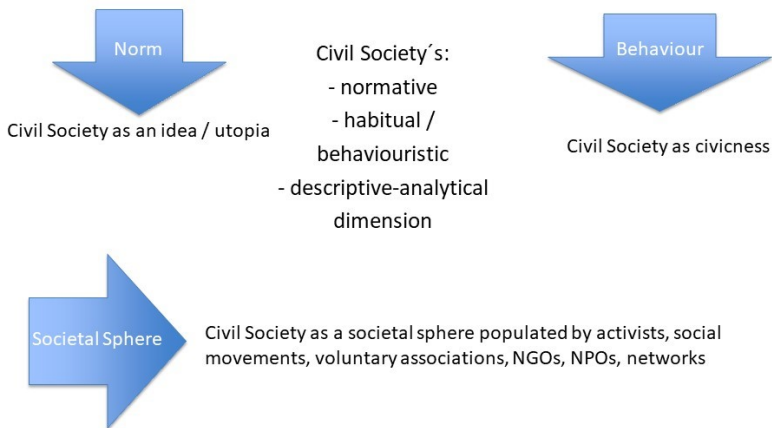 Norm
Civil Society as an idea / utopia
Civil Society´s:
- normative
- habitual /
behaviouristic
- descriptive-analytical
dimension
Behaviour
Civil Society as civicness
Societal Sphere
Civil Society as a societal sphere populated by activists, social
movements, voluntary associations, NGOs, NPOs, networks